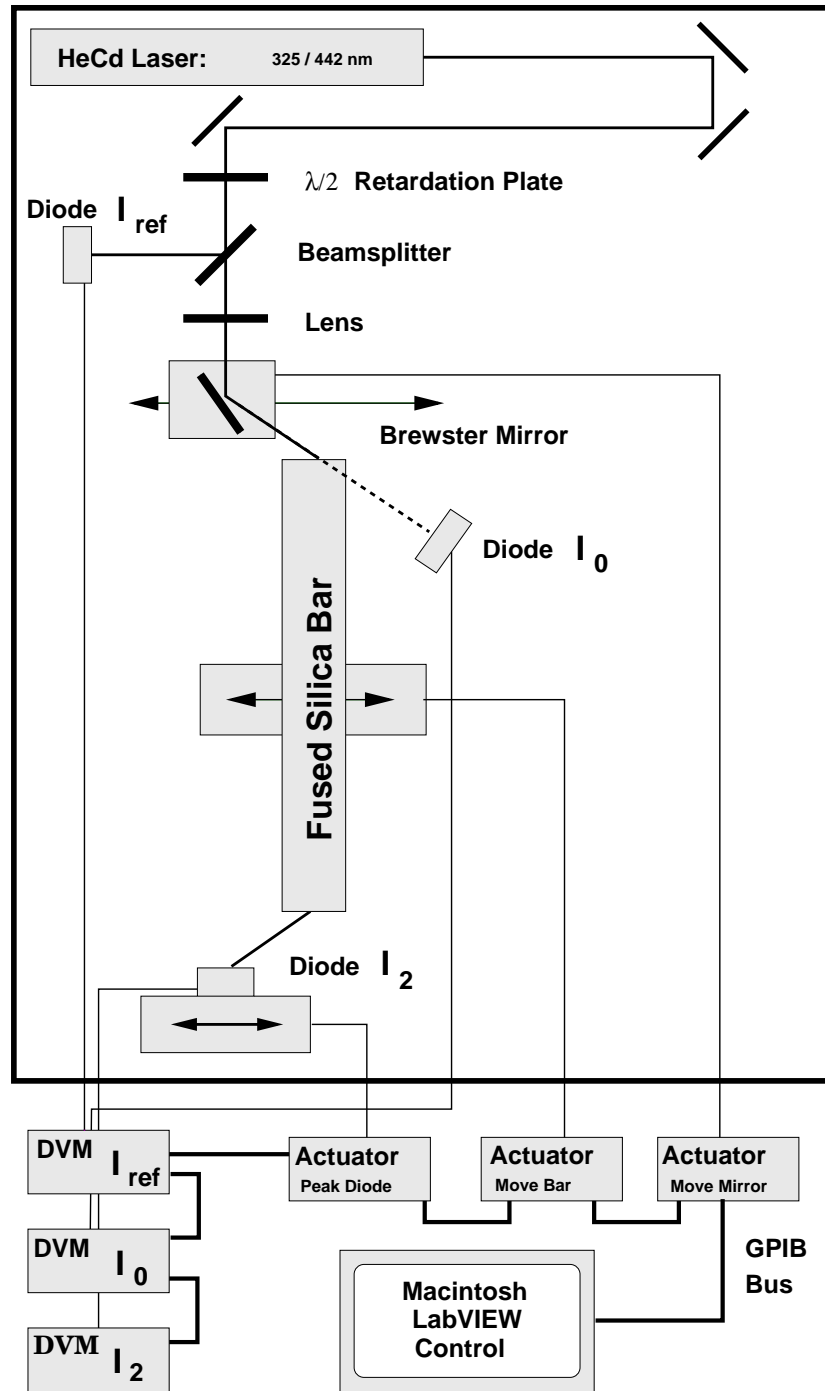 HeCd Laser: 325 / 442 nm
λ/2 Retardation Plate
Diode I ref
Beamsplitter
Lens
Brewster Mirror
Diode I 0
Fused Silica Bar
Diode I 2
DVM I ref
Actuator
Peak Diode
Actuator
Move Bar
Actuator
Move Mirror
DVM I 0
GPIB
Bus
Macintosh
LabVIEW
Control
DVM I 2